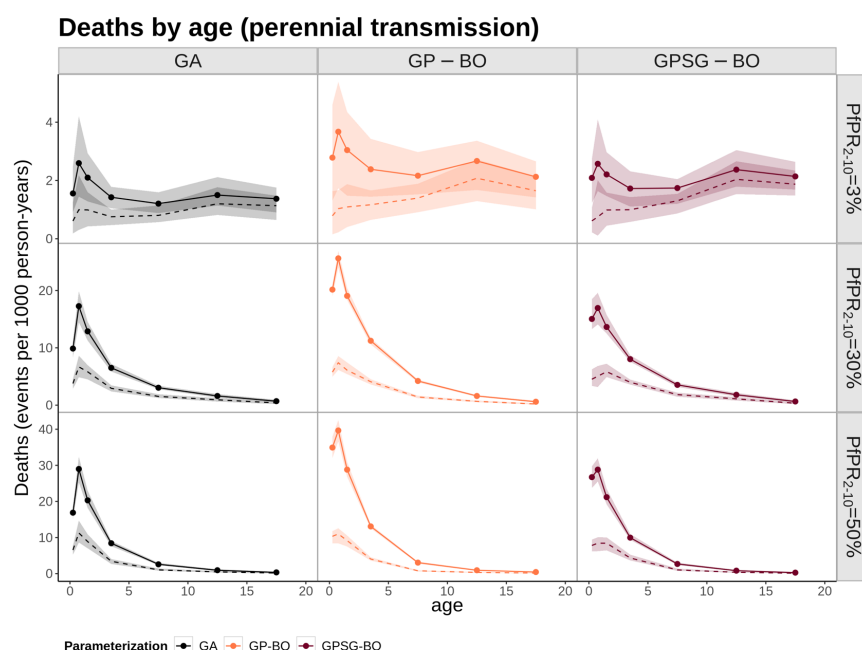 Deaths by age (perennial transmission)
GA
GP − BO
GPSG − BO
Deaths (events per 1000 person-years)
4
2
0
PfPR2-10=3%
20
10
0
PfPR2-10=30%
40
30
20
10
0
PfPR2-10=50%
0 5 10 15 20 0 5 10 15 20 0 5 10 15 20
age
Parameterization GA GP-BO GPSG-BO